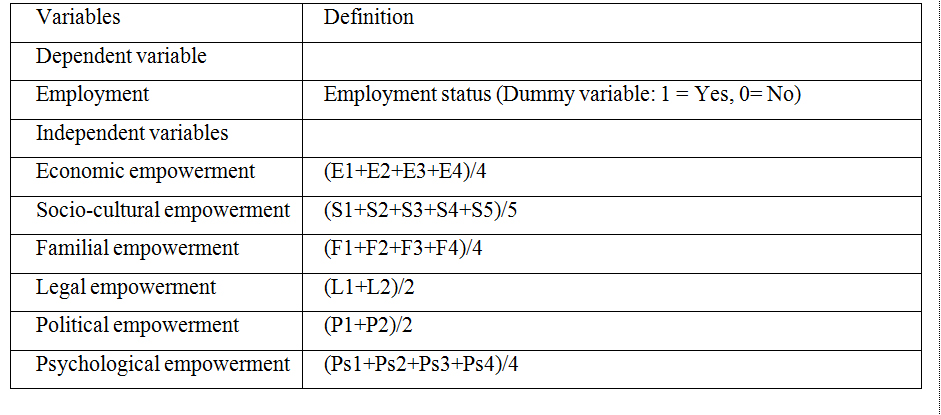 Variables Definition
Dependent variable
Employment Employment status (Dummy variable: 1 = Yes, 0= No)
Independent variables
Economic empowerment (E1+E2+E3+E4)/4
Socio-cultural empowerment (S1+S2+S3+S4+S5)/5
Familial empowerment (F1+F2+F3+F4)/4
Legal empowerment (L1+L2)/2
Political empowerment (P1+P2)/2
Psychological empowerment (Ps1+Ps2+Ps3+Ps4)/4